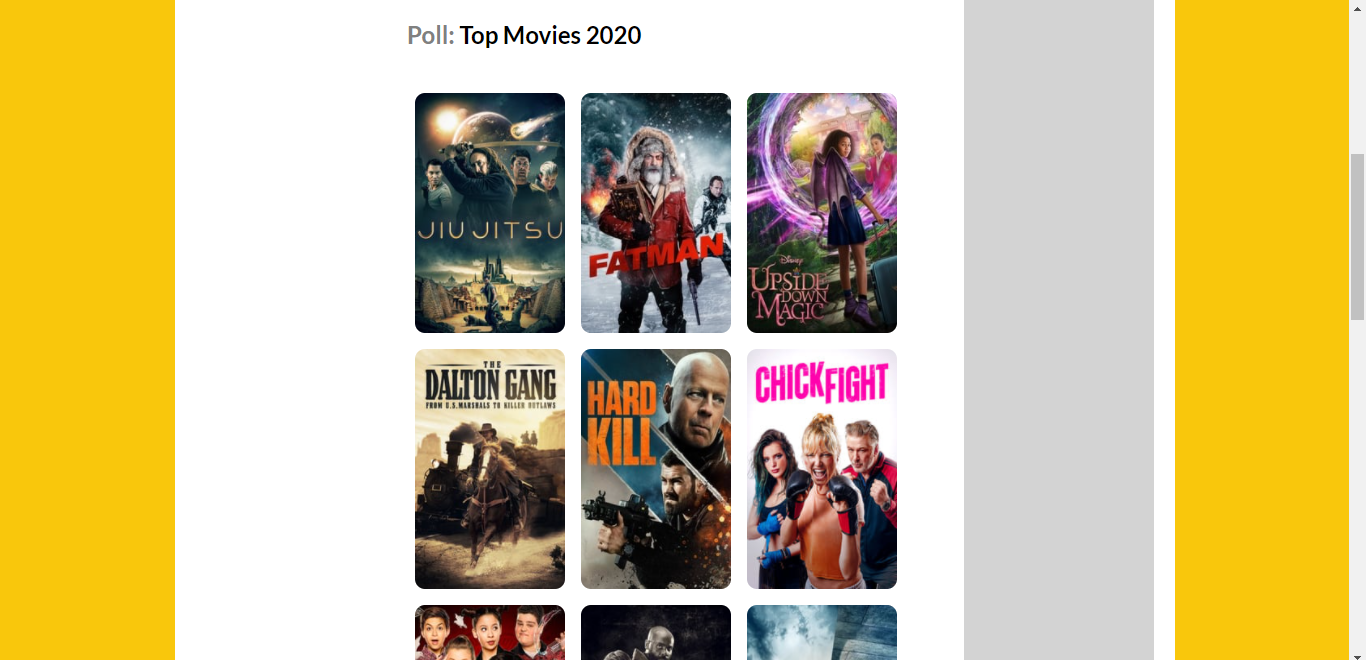 Poll: Top Movies 2020
JIU JITSU
FATMAN
Disney
UPSIDE
DOWN
MAGIC
THE
DALTON GANG
FROM U.S. MARSHALS TO KILLER OUTLAWS
HARD
KILL
CHICK FIGHT